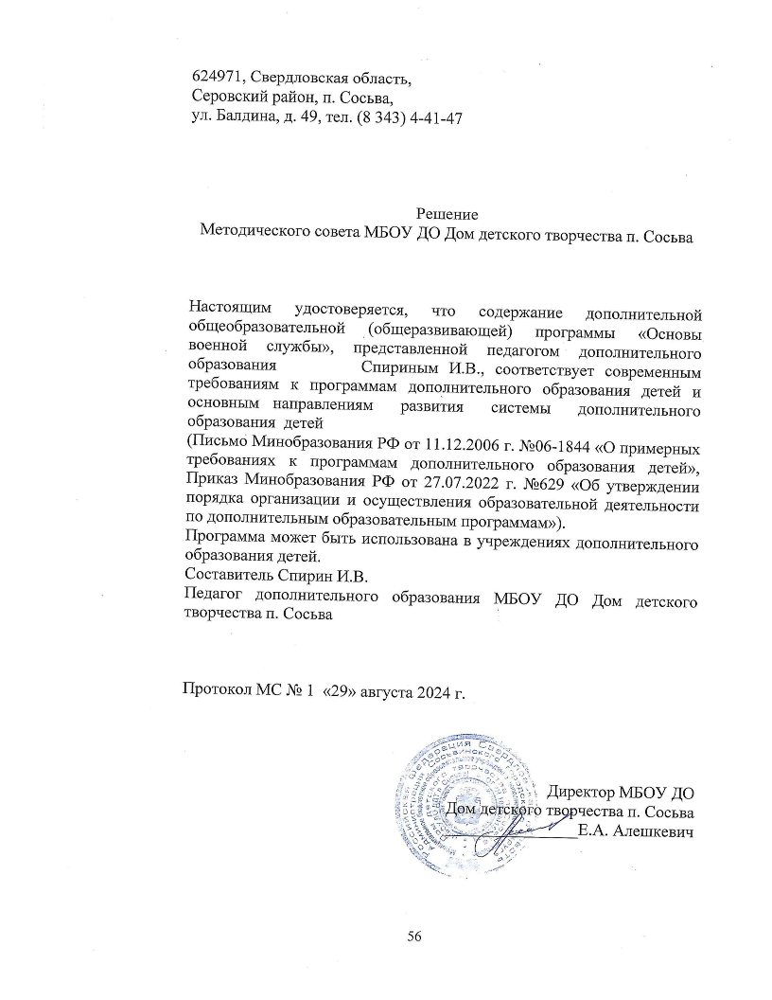 624971, Свердловская область,
Серовский район, п. Сосьва,
ул. Балдина, д. 49, тел. (8 343) 4-41-47
Решение
Методического совета МБОУ ДО Дом детского творчества п. Сосьва
Настоящим удостоверяется, что содержание дополнительной
общеобразовательной (общеразвивающей) программы «Основы
военной службы», представленной педагогом дополнительного
образования Спириным И.В., соответствует современным
требованиям к программам дополнительного образования детей и
основным направлениям развития системы дополнительного
образования детей
(Письмо Минобразования РФ от 11.12.2006 г. №06-1844 «О примерных
требованиях к программам дополнительного образования детей»,
Приказ Минобразования РФ от 27.07.2022 г. №629 «Об утверждении
порядка организации и осуществления образовательной деятельности
по дополнительным образовательным программам»).
Программа может быть использована в учреждениях дополнительного
образования детей.
Составитель Спирин И.В.
Педагог дополнительного образования МБОУ ДО Дом детского
творчества п. Сосьва
Протокол МС № 1 «29» августа 2024 г.
Российская Федерация
Директор МБОУ ДО
Дом детского творчества п. Сосьва
Е.А. Алешкевич
56